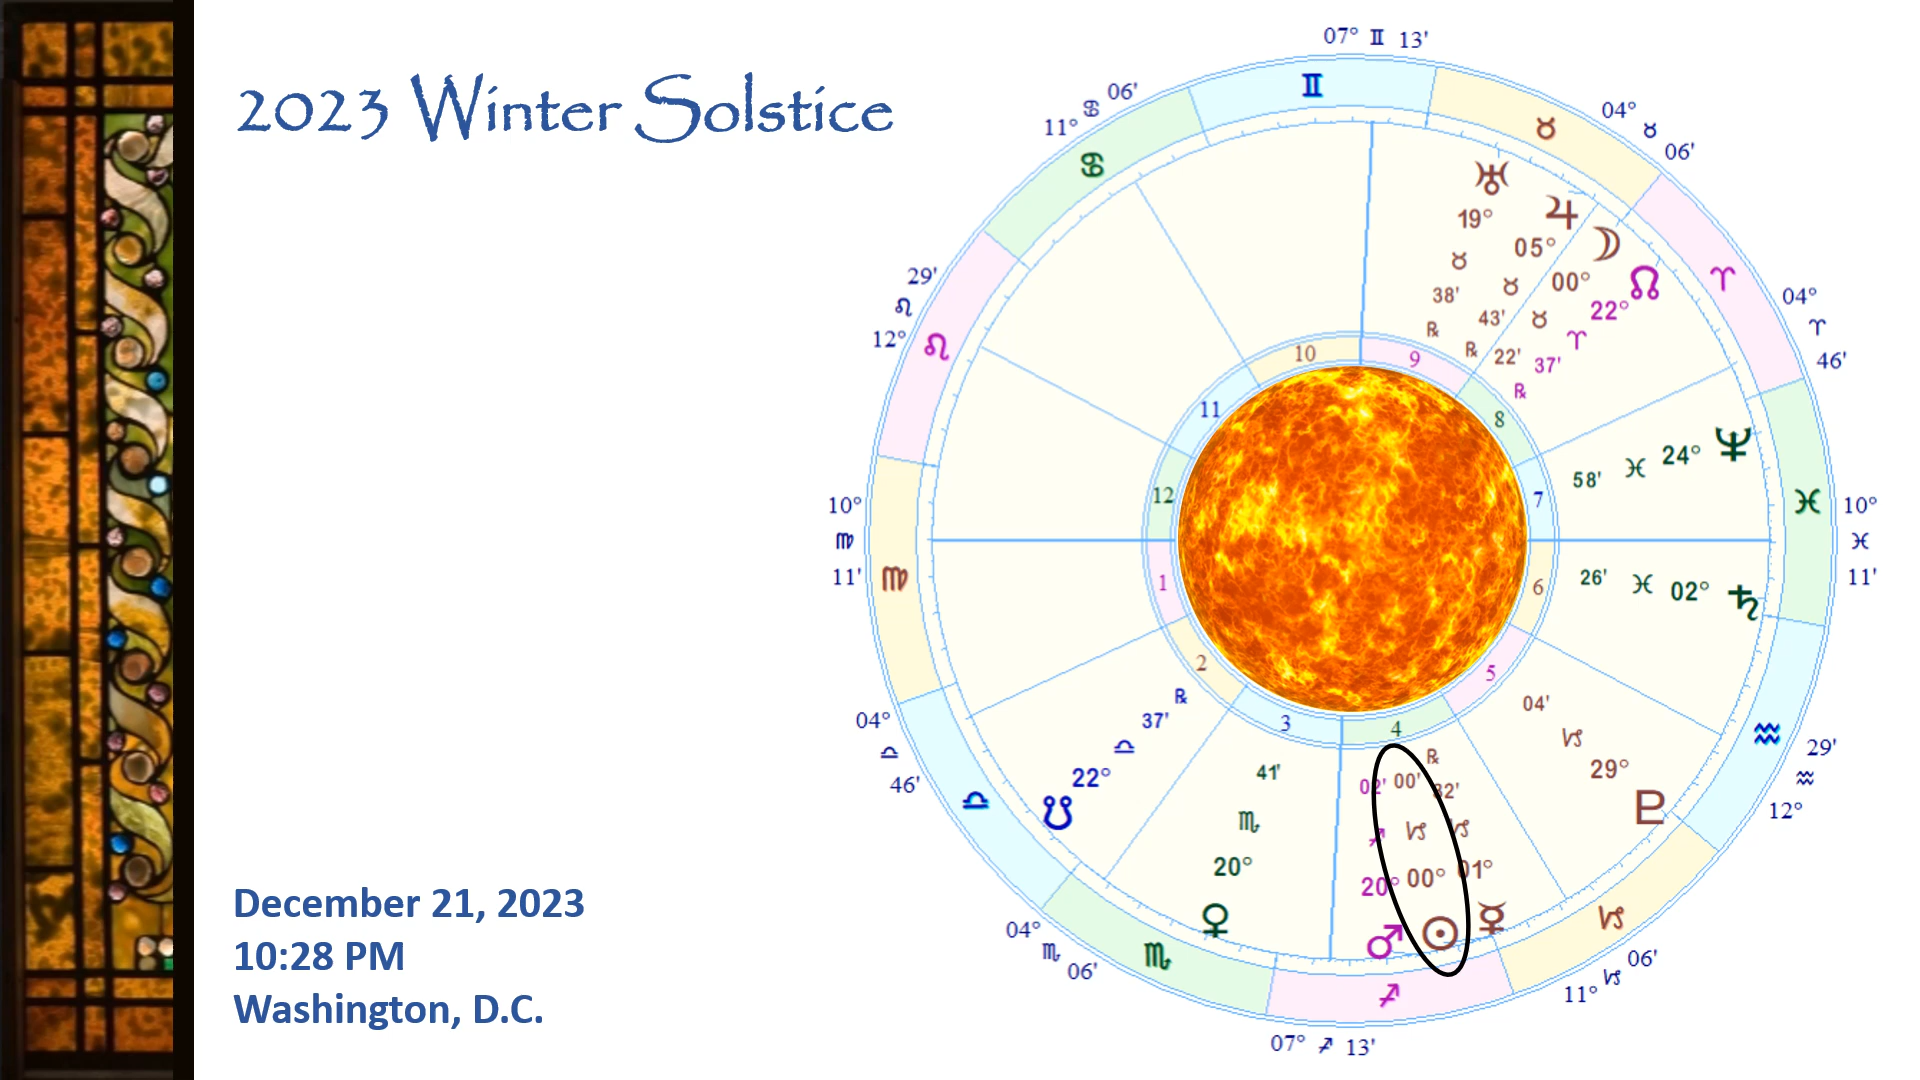 2023 Winter Solstice
December 21, 2023
10:28 PM
Washington, D.C.
07° ♊ 13'
04° ♉ 06'
04° ♈ 46'
10° ♓ 11'
29' ♒ 12°
11° ♑ 06'
07° ♐ 13'
04° ♏ 06'
04° ♎ 46'
10° ♍ 11'
29' ♌ 12°
11° ♋ 06'
♊
♉
♈
♓
♒
♑
♐
♏
♎
♍
♌
♋
♅ 19° ♉ 38' ℞
♃ 05° ♉ 43' ℞
☽ 00° ♉ 22'
☊ 22° ♈ 37' ℞
58' ♓ 24° ♆
26' ♓ 02° ♄
04' ♑ 29° ♇
℞ 32' ♑ 01° ☿
00' ♑ 00° ☉
02' ♐ 20° ♂
41' ♏ 20° ♀
℞ 37' ♎ 22° ☋
1
2
3
4
5
6
7
8
9
10
11
12